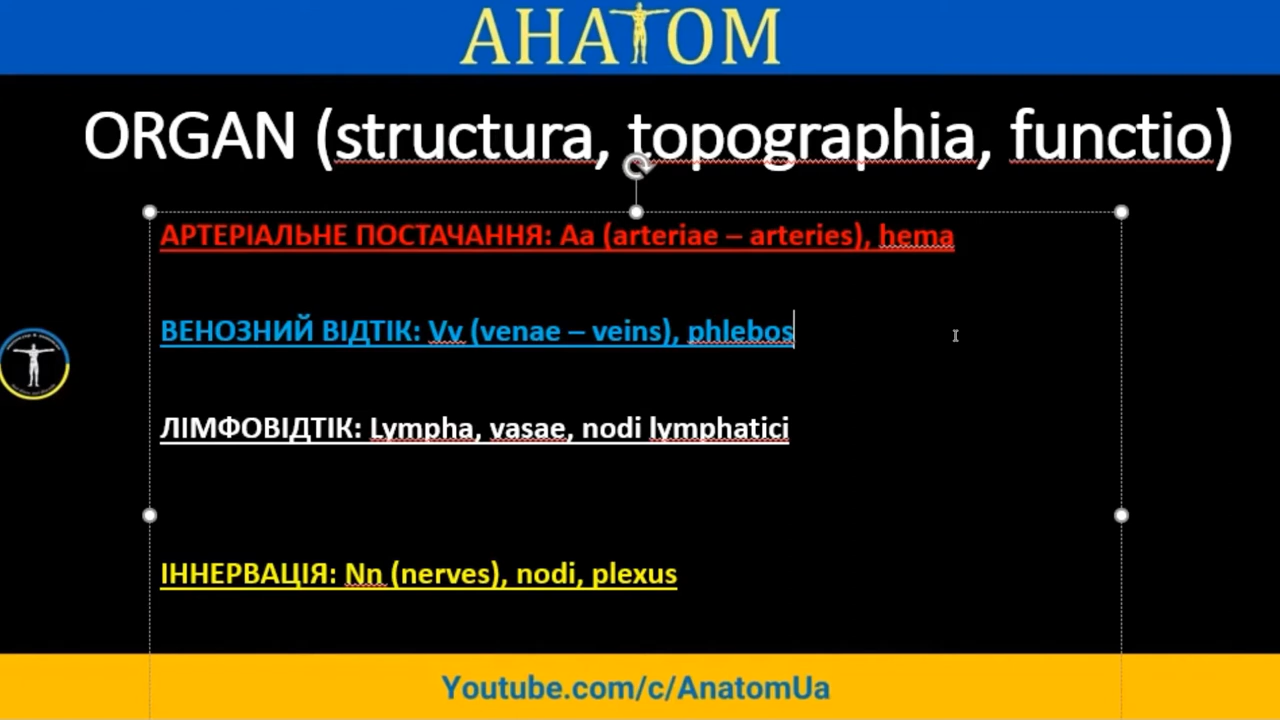 АНАТОМ
ORGAN (structura, topographia, functio)
АРТЕРІАЛЬНЕ ПОСТАЧАННЯ: Aa (arteriae – arteries), hema
ВЕНОЗНИЙ ВІДТІК: Vv (venae – veins), phlebos
ЛІМФОВІДТІК: Lympha, vasae, nodi lymphatici
ІННЕРВАЦІЯ: Nn (nerves), nodi, plexus
Youtube.com/c/AnatomUa